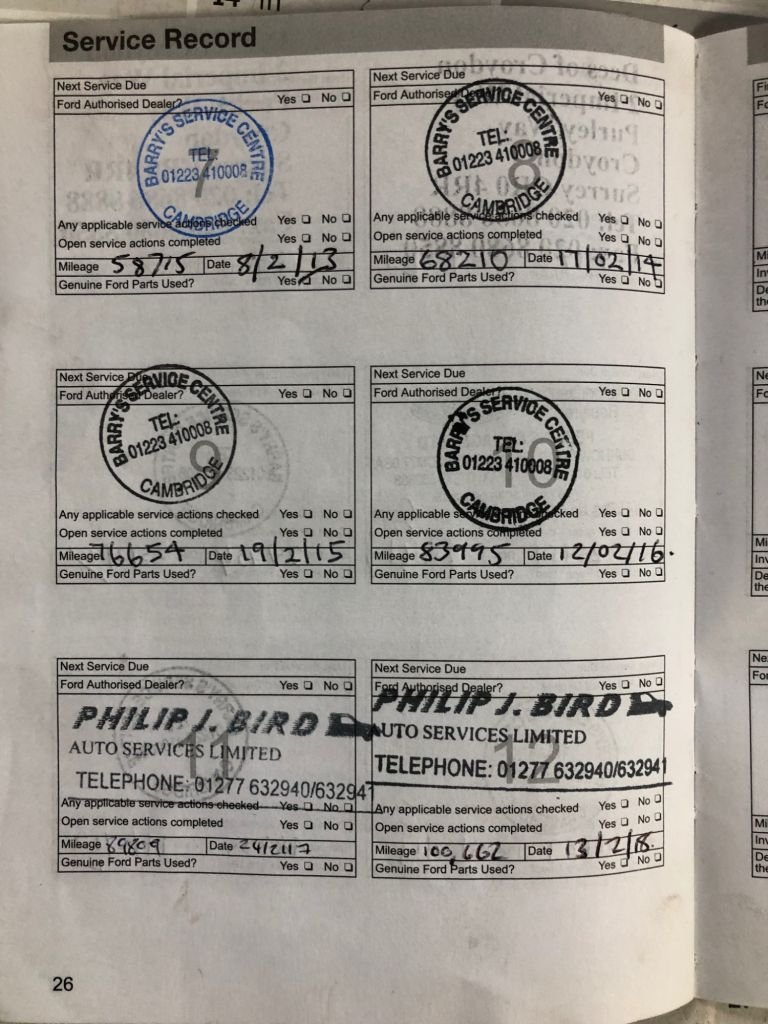 Service Record
Next Service Due
Ford Authorised Dealer? Yes No
BARRY'S SERVICE CENTRE
TEL:
01223 410008
CAMBRIDGE
7
Any applicable service actions checked Yes No
Open service actions completed Yes No
Mileage 58715 Date 8/2/13
Genuine Ford Parts Used? Yes No
Next Service Due
Ford Authorised Dealer? Yes No
BARRY'S SERVICE CENTRE
TEL:
01223 410008
CAMBRIDGE
8
Any applicable service actions checked Yes No
Open service actions completed Yes No
Mileage 68210 Date 17/02/14
Genuine Ford Parts Used? Yes No
Next Service Due
Ford Authorised Dealer? Yes No
BARRY'S SERVICE CENTRE
TEL:
01223 410008
CAMBRIDGE
9
Any applicable service actions checked Yes No
Open service actions completed Yes No
Mileage 76654 Date 19/2/15
Genuine Ford Parts Used? Yes No
Next Service Due
Ford Authorised Dealer? Yes No
BARRY'S SERVICE CENTRE
TEL:
01223 410008
CAMBRIDGE
10
Any applicable service actions checked Yes No
Open service actions completed Yes No
Mileage 83995 Date 12/02/16.
Genuine Ford Parts Used? Yes No
Next Service Due
Ford Authorised Dealer? Yes No
PHILIP J. BIRD
AUTO SERVICES LIMITED
11
TELEPHONE: 01277 632940/632941
Any applicable service actions checked Yes No
Open service actions completed Yes No
Mileage 89809 Date 24/2/17
Genuine Ford Parts Used? Yes No
Next Service Due
Ford Authorised Dealer? Yes No
PHILIP J. BIRD
AUTO SERVICES LIMITED
12
TELEPHONE: 01277 632940/632941
Any applicable service actions checked Yes No
Open service actions completed Yes No
Mileage 100,662 Date 13/2/18.
Genuine Ford Parts Used? Yes No
26